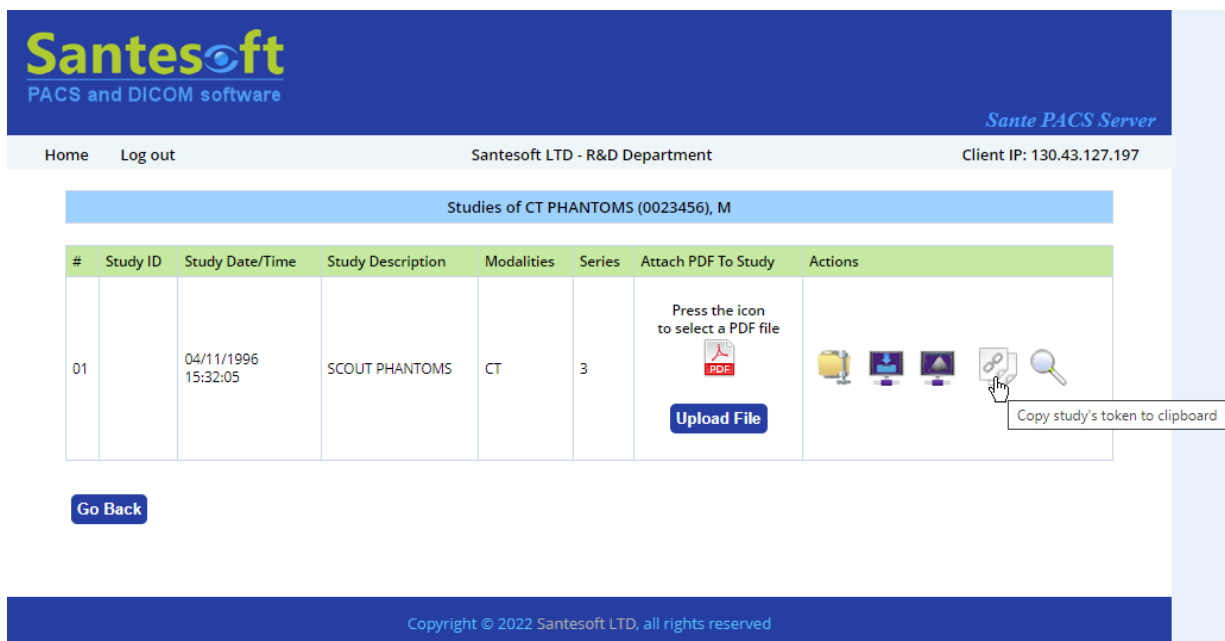 Santesoft
PACS and DICOM software
Sante PACS Server
Home Log out Santesoft LTD - R&D Department Client IP: 130.43.127.197
Studies of CT PHANTOMS (0023456), M
# Study ID Study Date/Time Study Description Modalities Series Attach PDF To Study Actions
Press the icon
to select a PDF file
PDF
01 04/11/1996 15:32:05 SCOUT PHANTOMS CT 3
Upload File
Copy study's token to clipboard
Go Back
Copyright © 2022 Santesoft LTD, all rights reserved